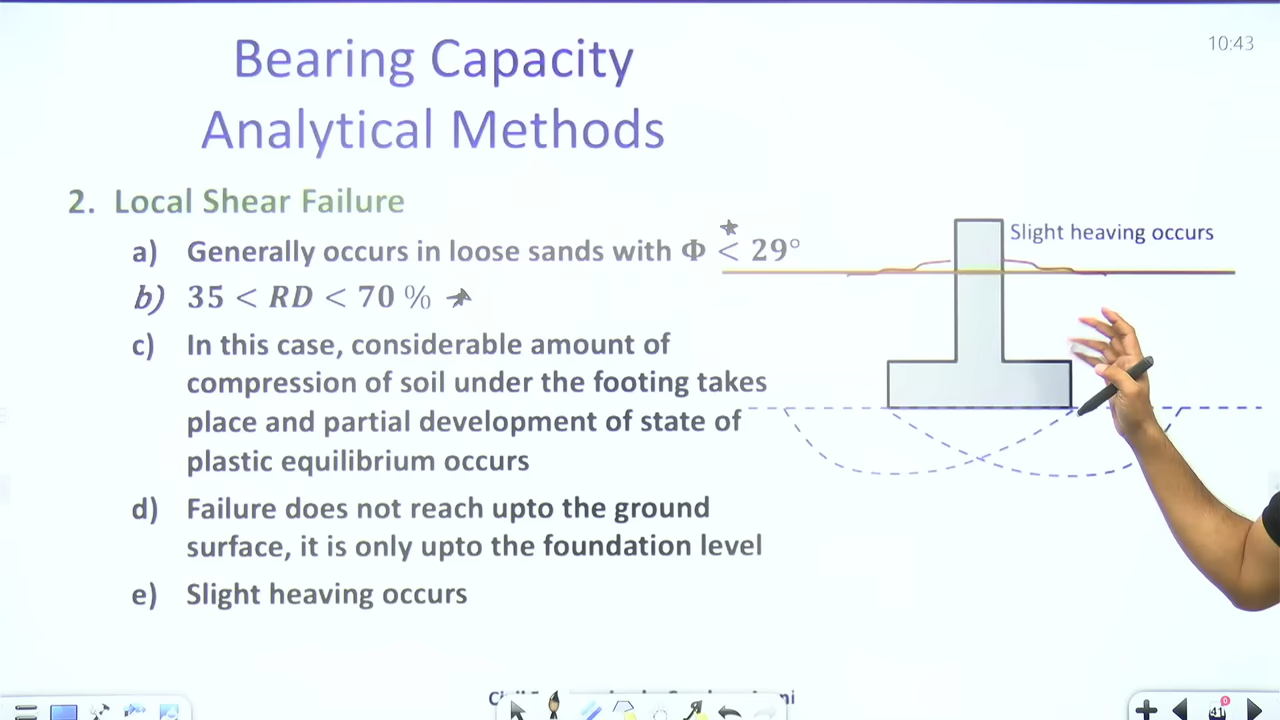 10:43
Bearing Capacity
Analytical Methods
2. Local Shear Failure
a) Generally occurs in loose sands with Φ < 29°
Slight heaving occurs
b) 35 < RD < 70 %
c) In this case, considerable amount of
compression of soil under the footing takes
place and partial development of state of
plastic equilibrium occurs
d) Failure does not reach upto the ground
surface, it is only upto the foundation level
e) Slight heaving occurs
41